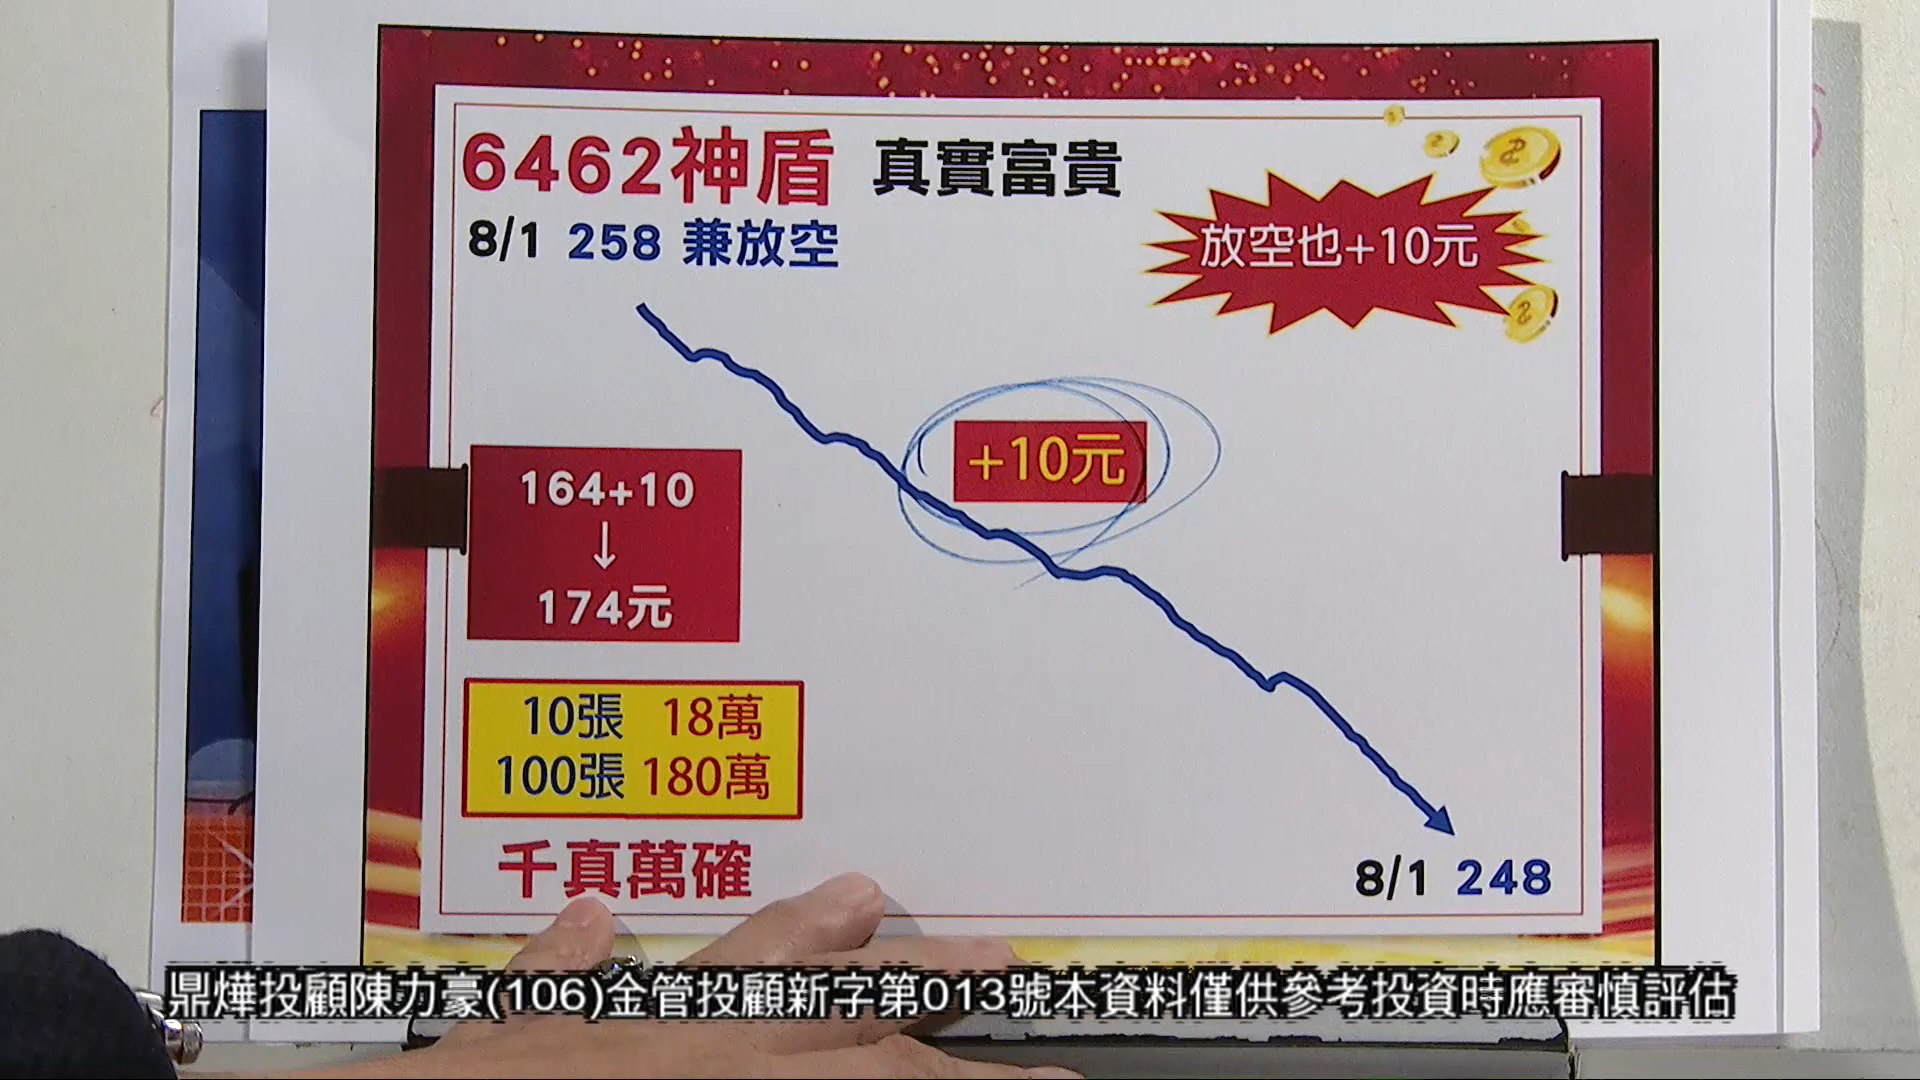 6462神盾 真實富貴
8/1 258 兼放空
放空也+10元
+10元
164+10
↓
174元
10張 18萬
100張 180萬
千真萬確
8/1 248
鼎燁投顧陳力豪(106)金管投顧新字第013號本資料僅供參考投資時應審慎評估